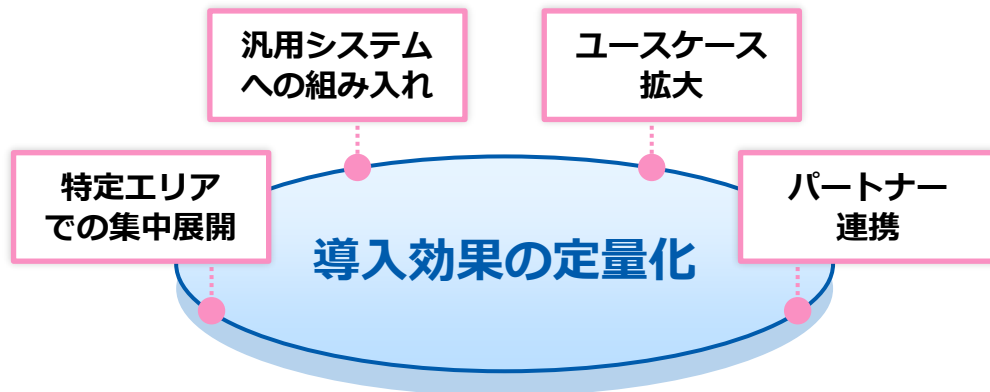 汎用システム
への組み入れ
ユースケース
拡大
特定エリア
での集中展開
パートナー
連携
導入効果の定量化